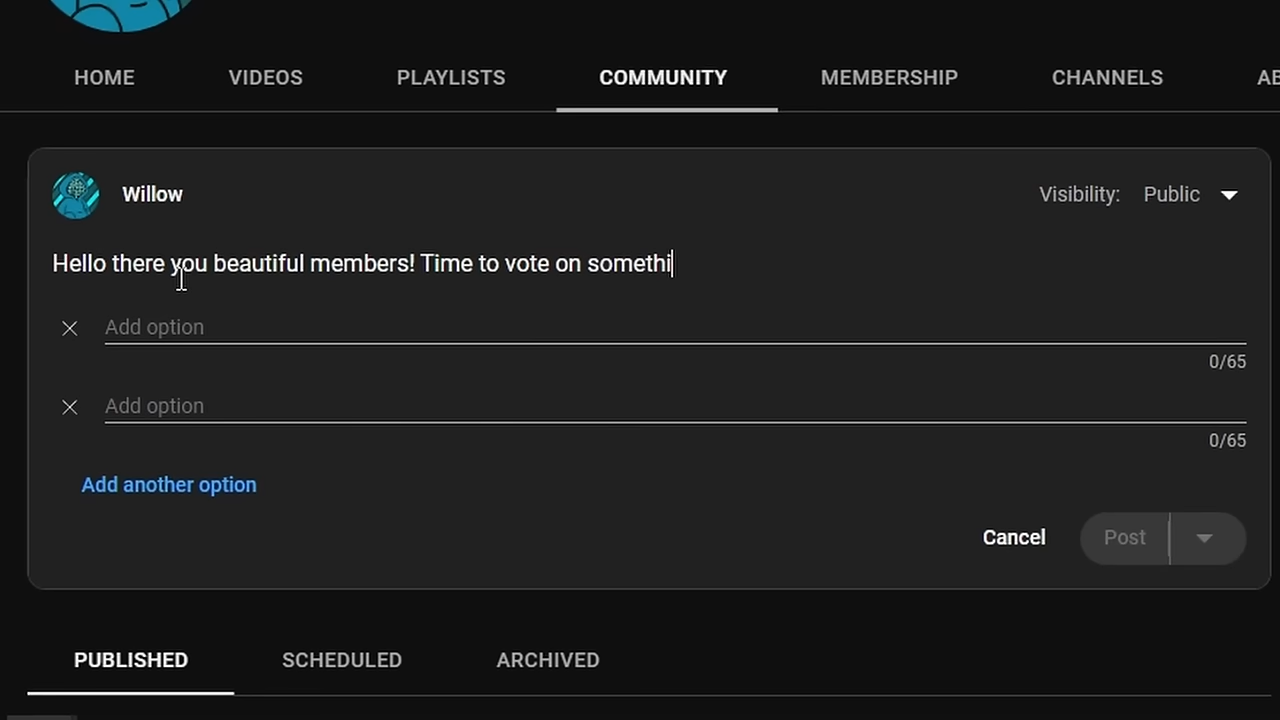 HOME VIDEOS PLAYLISTS COMMUNITY MEMBERSHIP CHANNELS AB
Willow Visibility: Public
Hello there you beautiful members! Time to vote on somethi
Add option
0/65
Add option
0/65
Add another option
Cancel Post
PUBLISHED SCHEDULED ARCHIVED